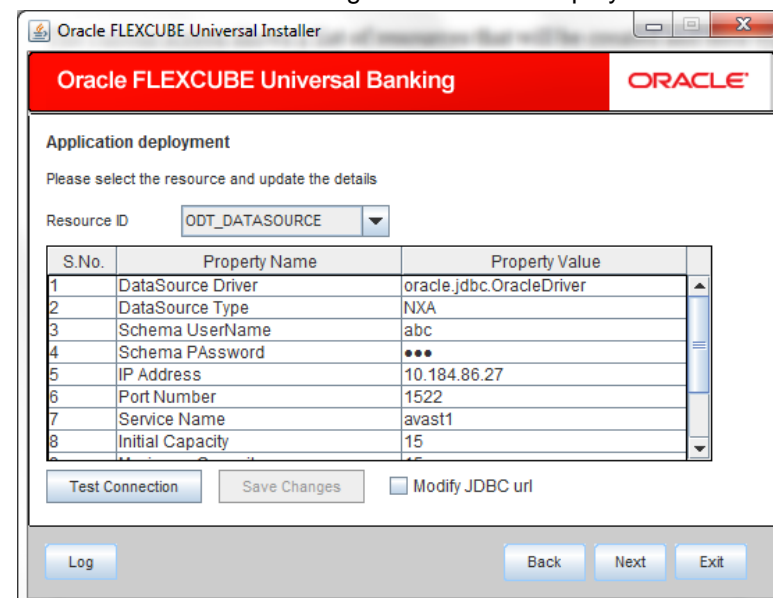 Oracle FLEXCUBE Universal Installer
Oracle FLEXCUBE Universal Banking ORACLE
Application deployment
Please select the resource and update the details
Resource ID ODT_DATASOURCE
S.No. Property Name Property Value
1 DataSource Driver oracle.jdbc.OracleDriver
2 DataSource Type NXA
3 Schema UserName abc
4 Schema PAssword ●●●
5 IP Address 10.184.86.27
6 Port Number 1522
7 Service Name avast1
8 Initial Capacity 15
Test Connection Save Changes Modify JDBC url
Log Back Next Exit